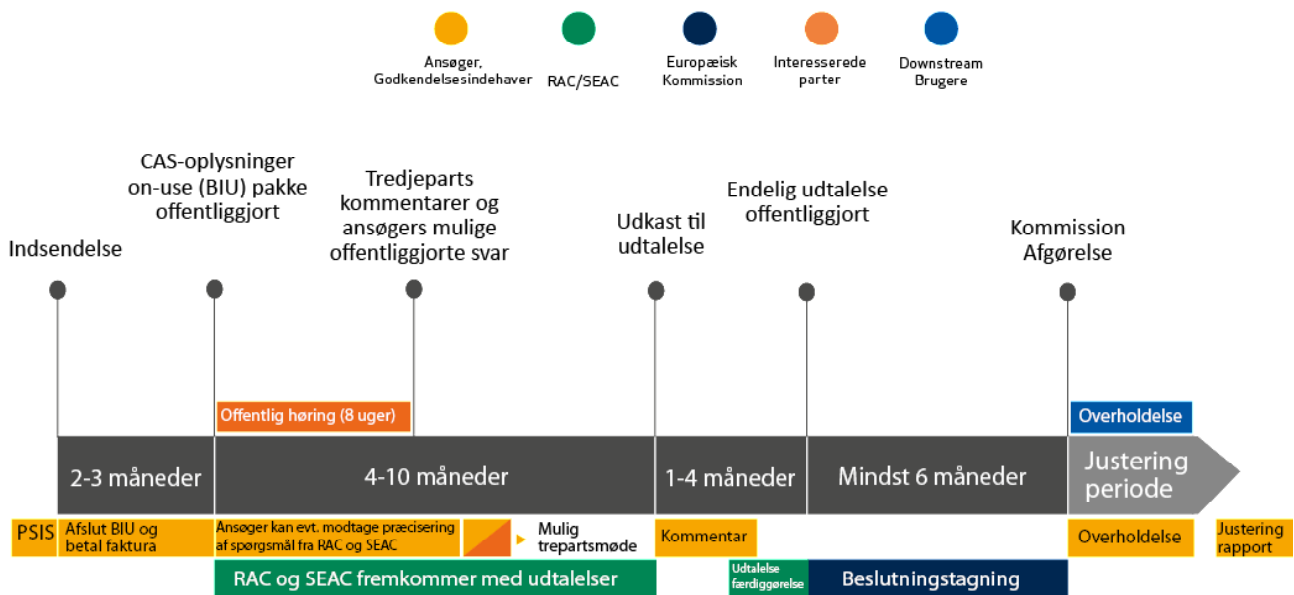 Ansøger,
Godkendelsesindehaver
RAC/SEAC
Europæisk
Kommission
Interesserede
parter
Downstream
Brugere
Indsendelse
CAS-oplysninger
on-use (BIU) pakke
offentliggjort
Tredjeparts
kommentarer og
ansøgers mulige
offentliggjorte svar
Udkast til
udtalelse
Endelig udtalelse
offentliggjort
Kommission
Afgørelse
Offentlig høring (8 uger)
Overholdelse
2-3 måneder
4-10 måneder
1-4 måneder
Mindst 6 måneder
Justering
periode
PSIS
Afslut BIU og
betal faktura
Ansøger kan evt. modtage præcisering
af spørgsmål fra RAC og SEAC
Mulig
trepartsmøde
Kommentar
Overholdelse
Justering
rapport
RAC og SEAC fremkommer med udtalelser
Udtalelse
færdiggørelse
Beslutningstagning